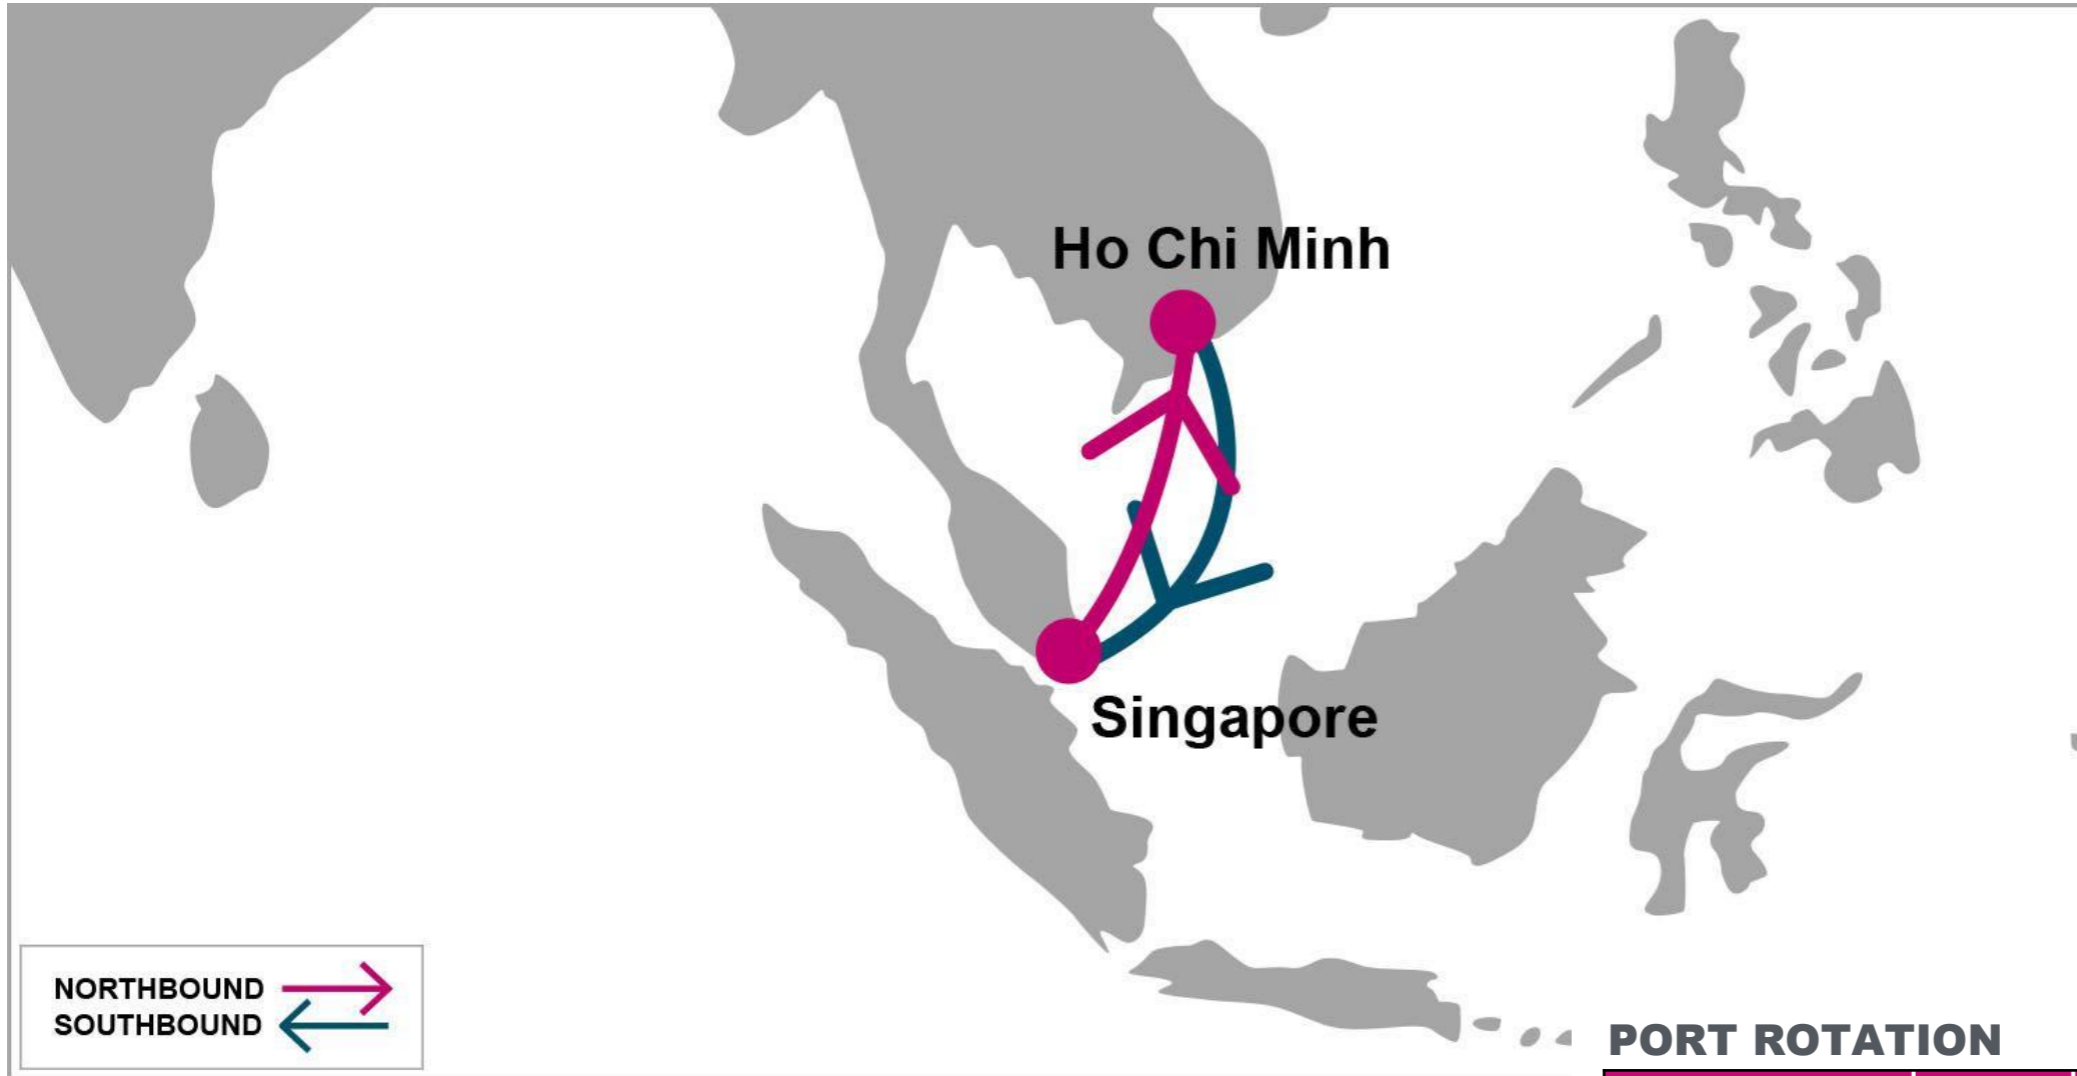 Ho Chi Minh
Singapore
NORTHBOUND
SOUTHBOUND
PORT ROTATION